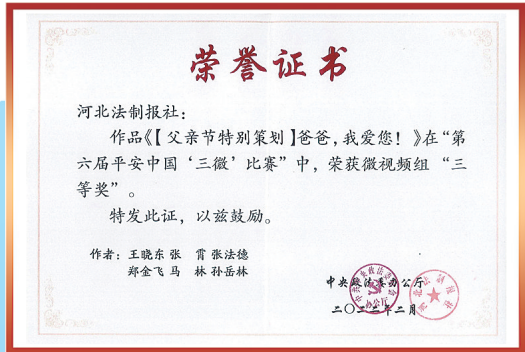 荣誉证书
河北法制报社：
作品《【父亲节特别策划】爸爸，我爱您！》在“第
六届平安中国‘三微’比赛”中，荣获微视频组“三
等奖”。
特发此证，以兹鼓励。
作者：王晓东 张　霄 张法德
郑金飞 马　林 孙岳林
中央政法委办公厅
二〇二二年二月